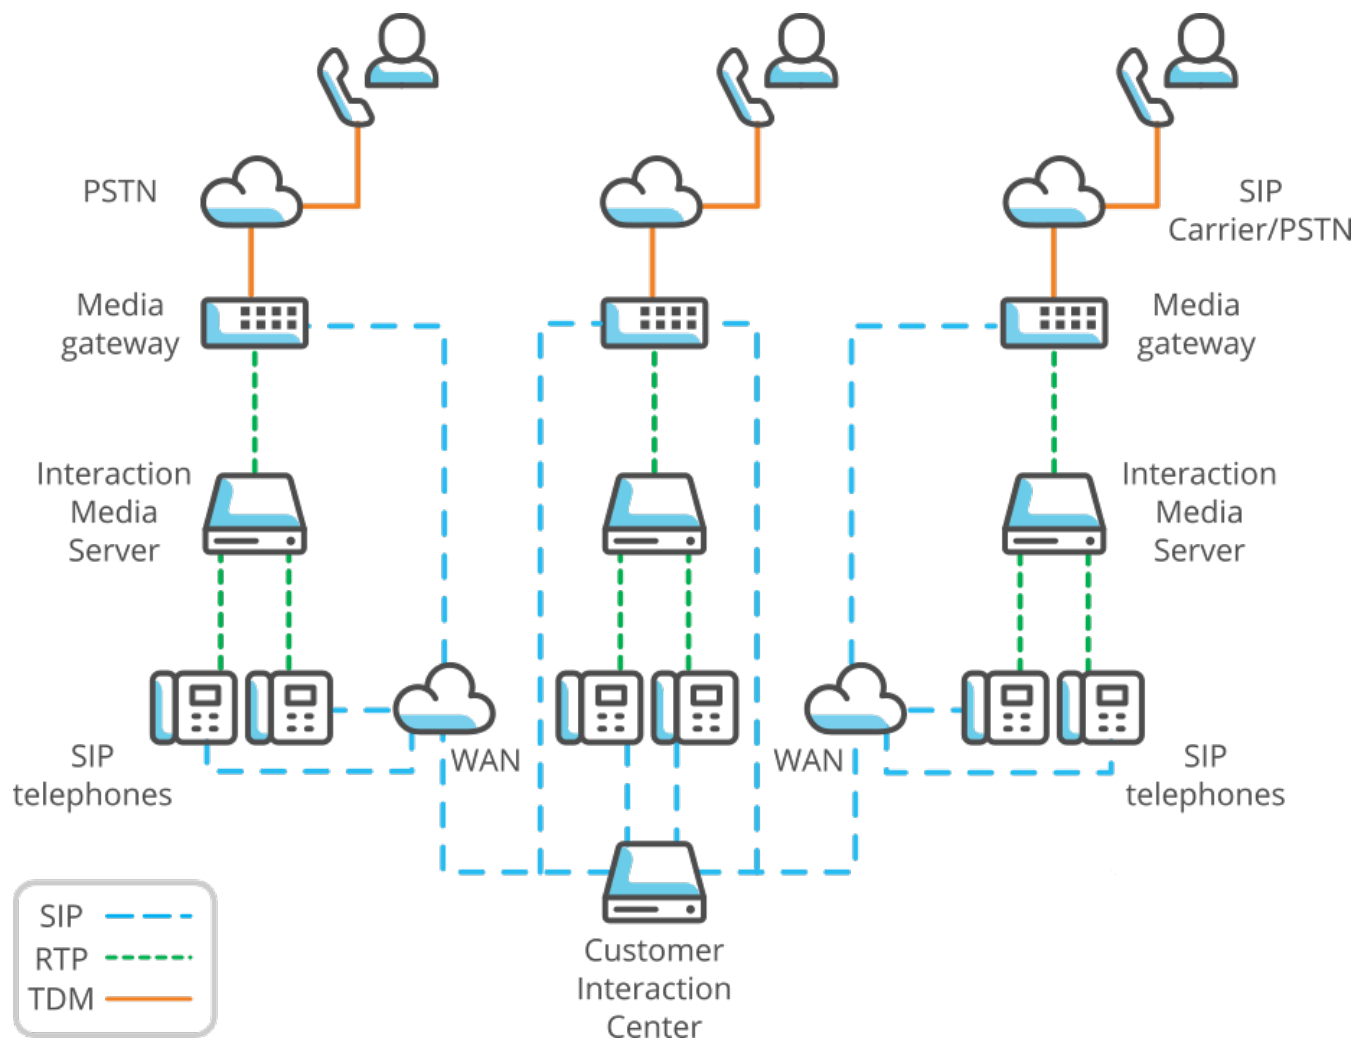 PSTN
SIP
Carrier/PSTN
Media
gateway
Media
gateway
Interaction
Media
Server
Interaction
Media
Server
WAN
WAN
SIP
telephones
SIP
telephones
SIP
RTP
TDM
Customer
Interaction
Center